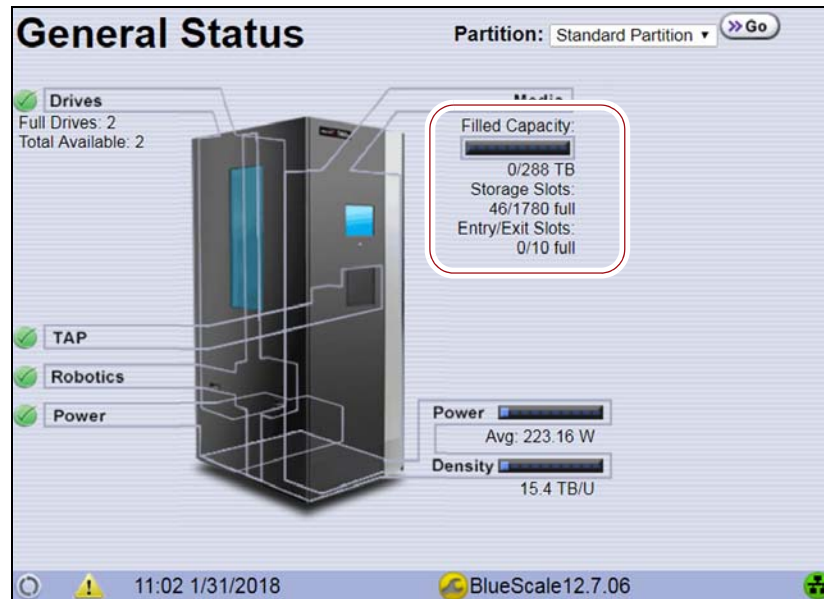 General Status
Partition: Standard Partition Go
Drives
Full Drives: 2
Total Available: 2
Media
Filled Capacity:
0/288 TB
Storage Slots:
46/1780 full
Entry/Exit Slots:
0/10 full
TAP
Robotics
Power
Power
Avg: 223.16 W
Density
15.4 TB/U
11:02 1/31/2018
BlueScale12.7.06